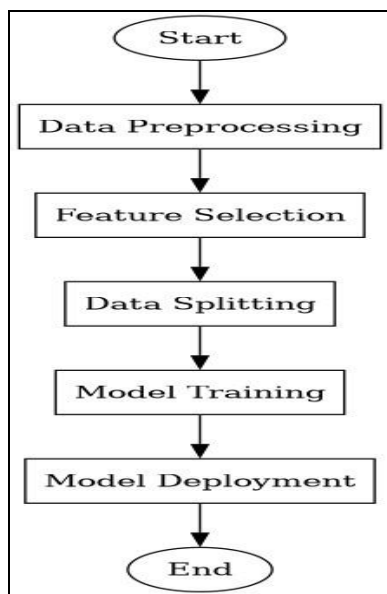 Start
Data Preprocessing
Feature Selection
Data Splitting
Model Training
Model Deployment
End